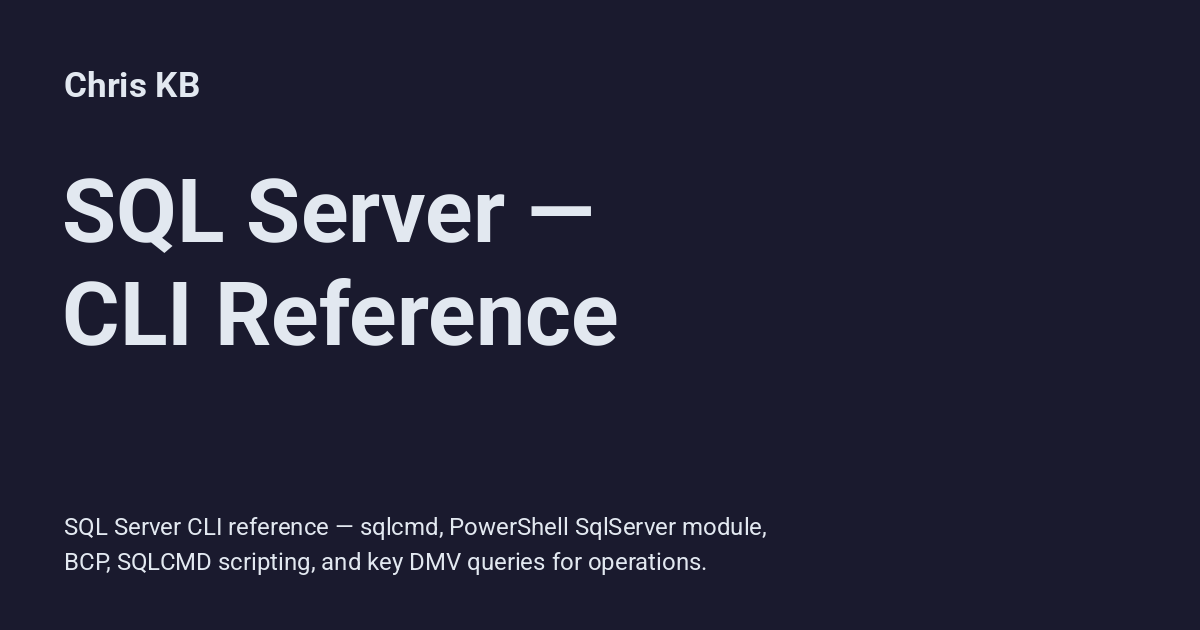 Chris KB
SQL Server —
CLI Reference
SQL Server CLI reference — sqlcmd, PowerShell SqlServer module,
BCP, SQLCMD scripting, and key DMV queries for operations.